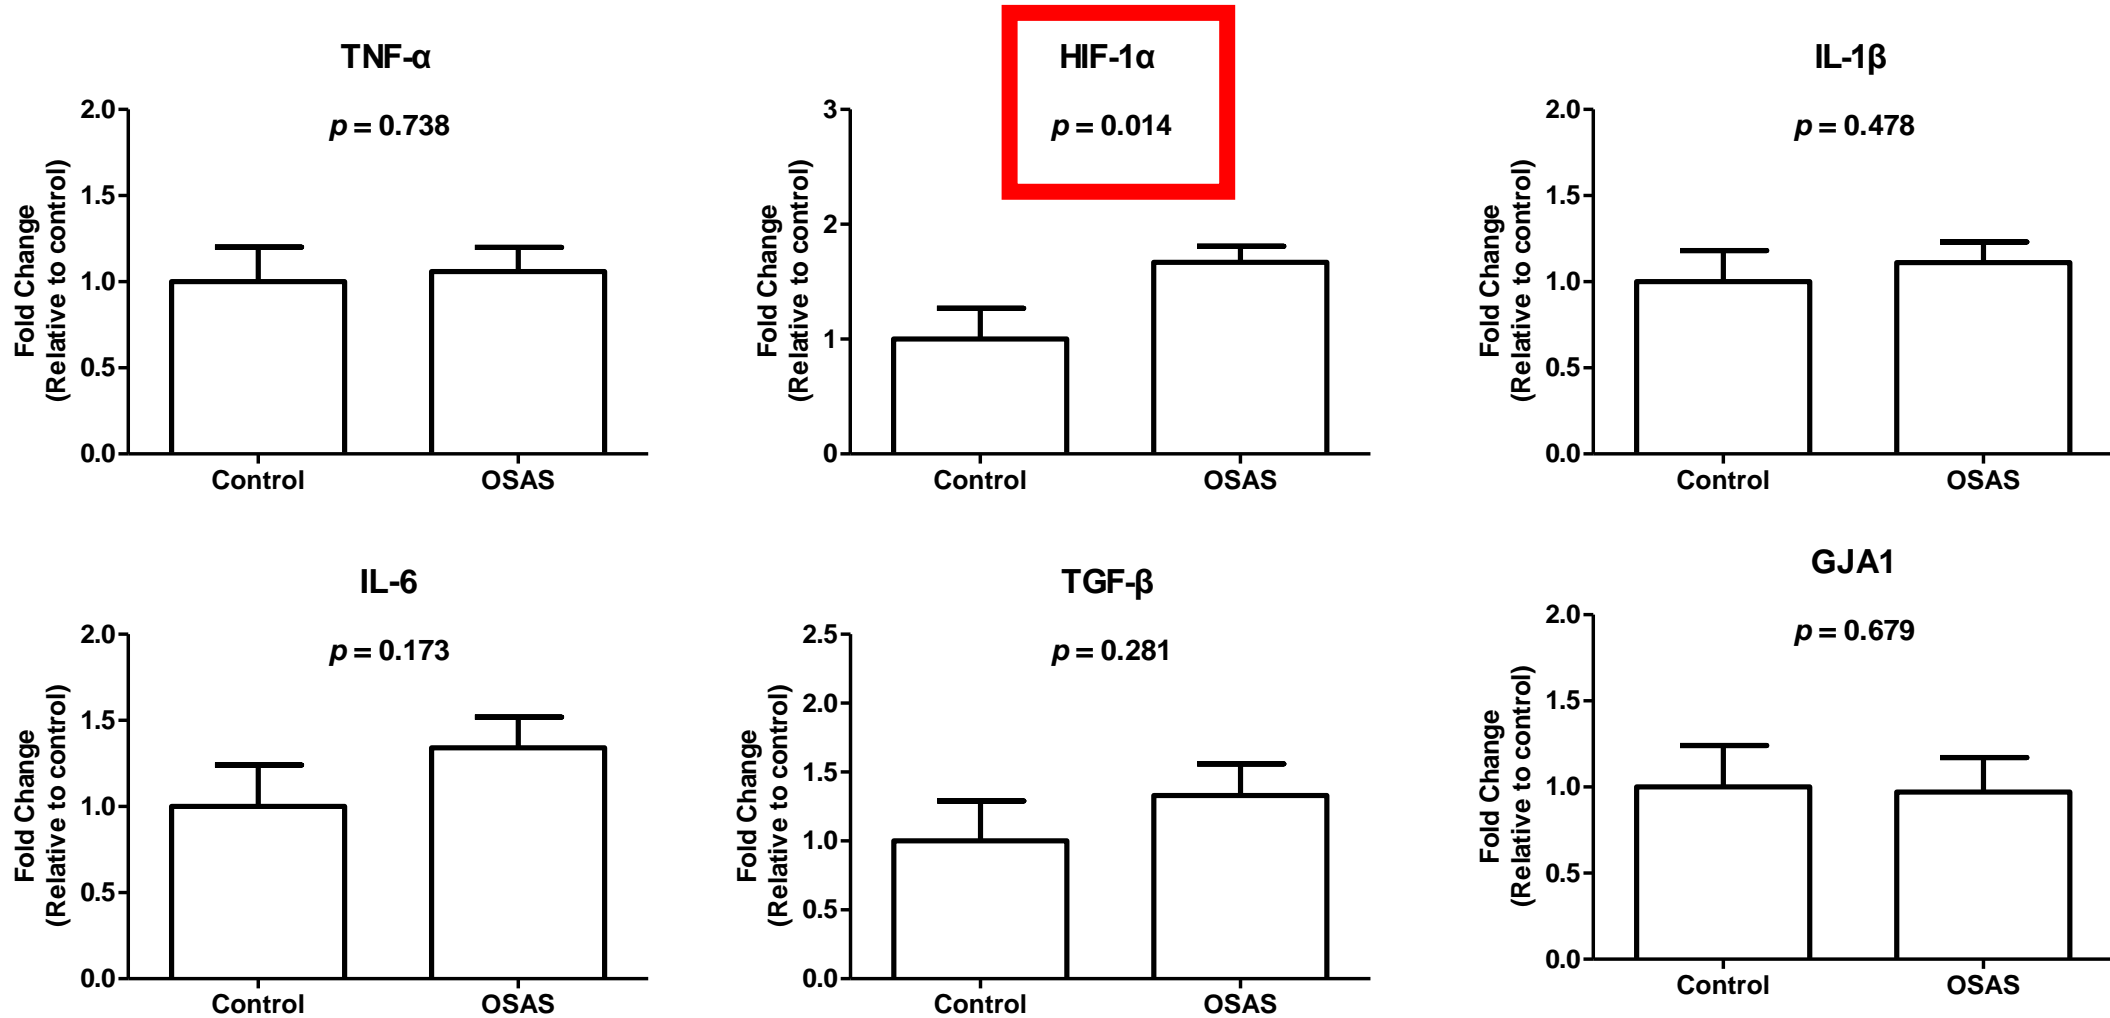 TNF-α
p = 0.738
Fold Change
(Relative to control)
2.0
1.5
1.0
0.5
0.0
Control OSAS
HIF-1α
p = 0.014
Fold Change
(Relative to control)
3
2
1
0
Control OSAS
IL-1β
p = 0.478
Fold Change
(Relative to control)
2.0
1.5
1.0
0.5
0.0
Control OSAS
IL-6
p = 0.173
Fold Change
(Relative to control)
2.0
1.5
1.0
0.5
0.0
Control OSAS
TGF-β
p = 0.281
Fold Change
(Relative to control)
2.5
2.0
1.5
1.0
0.5
0.0
Control OSAS
GJA1
p = 0.679
Fold Change
(Relative to control)
2.0
1.5
1.0
0.5
0.0
Control OSAS